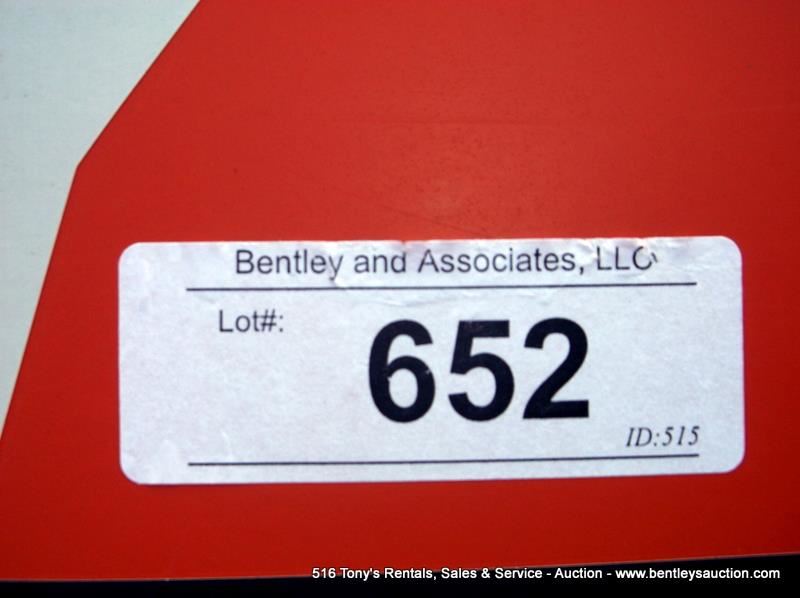 Bentley and Associates, LLC
Lot#:
652
ID:515
516 Tony's Rentals, Sales & Service - Auction - www.bentleysauction.com